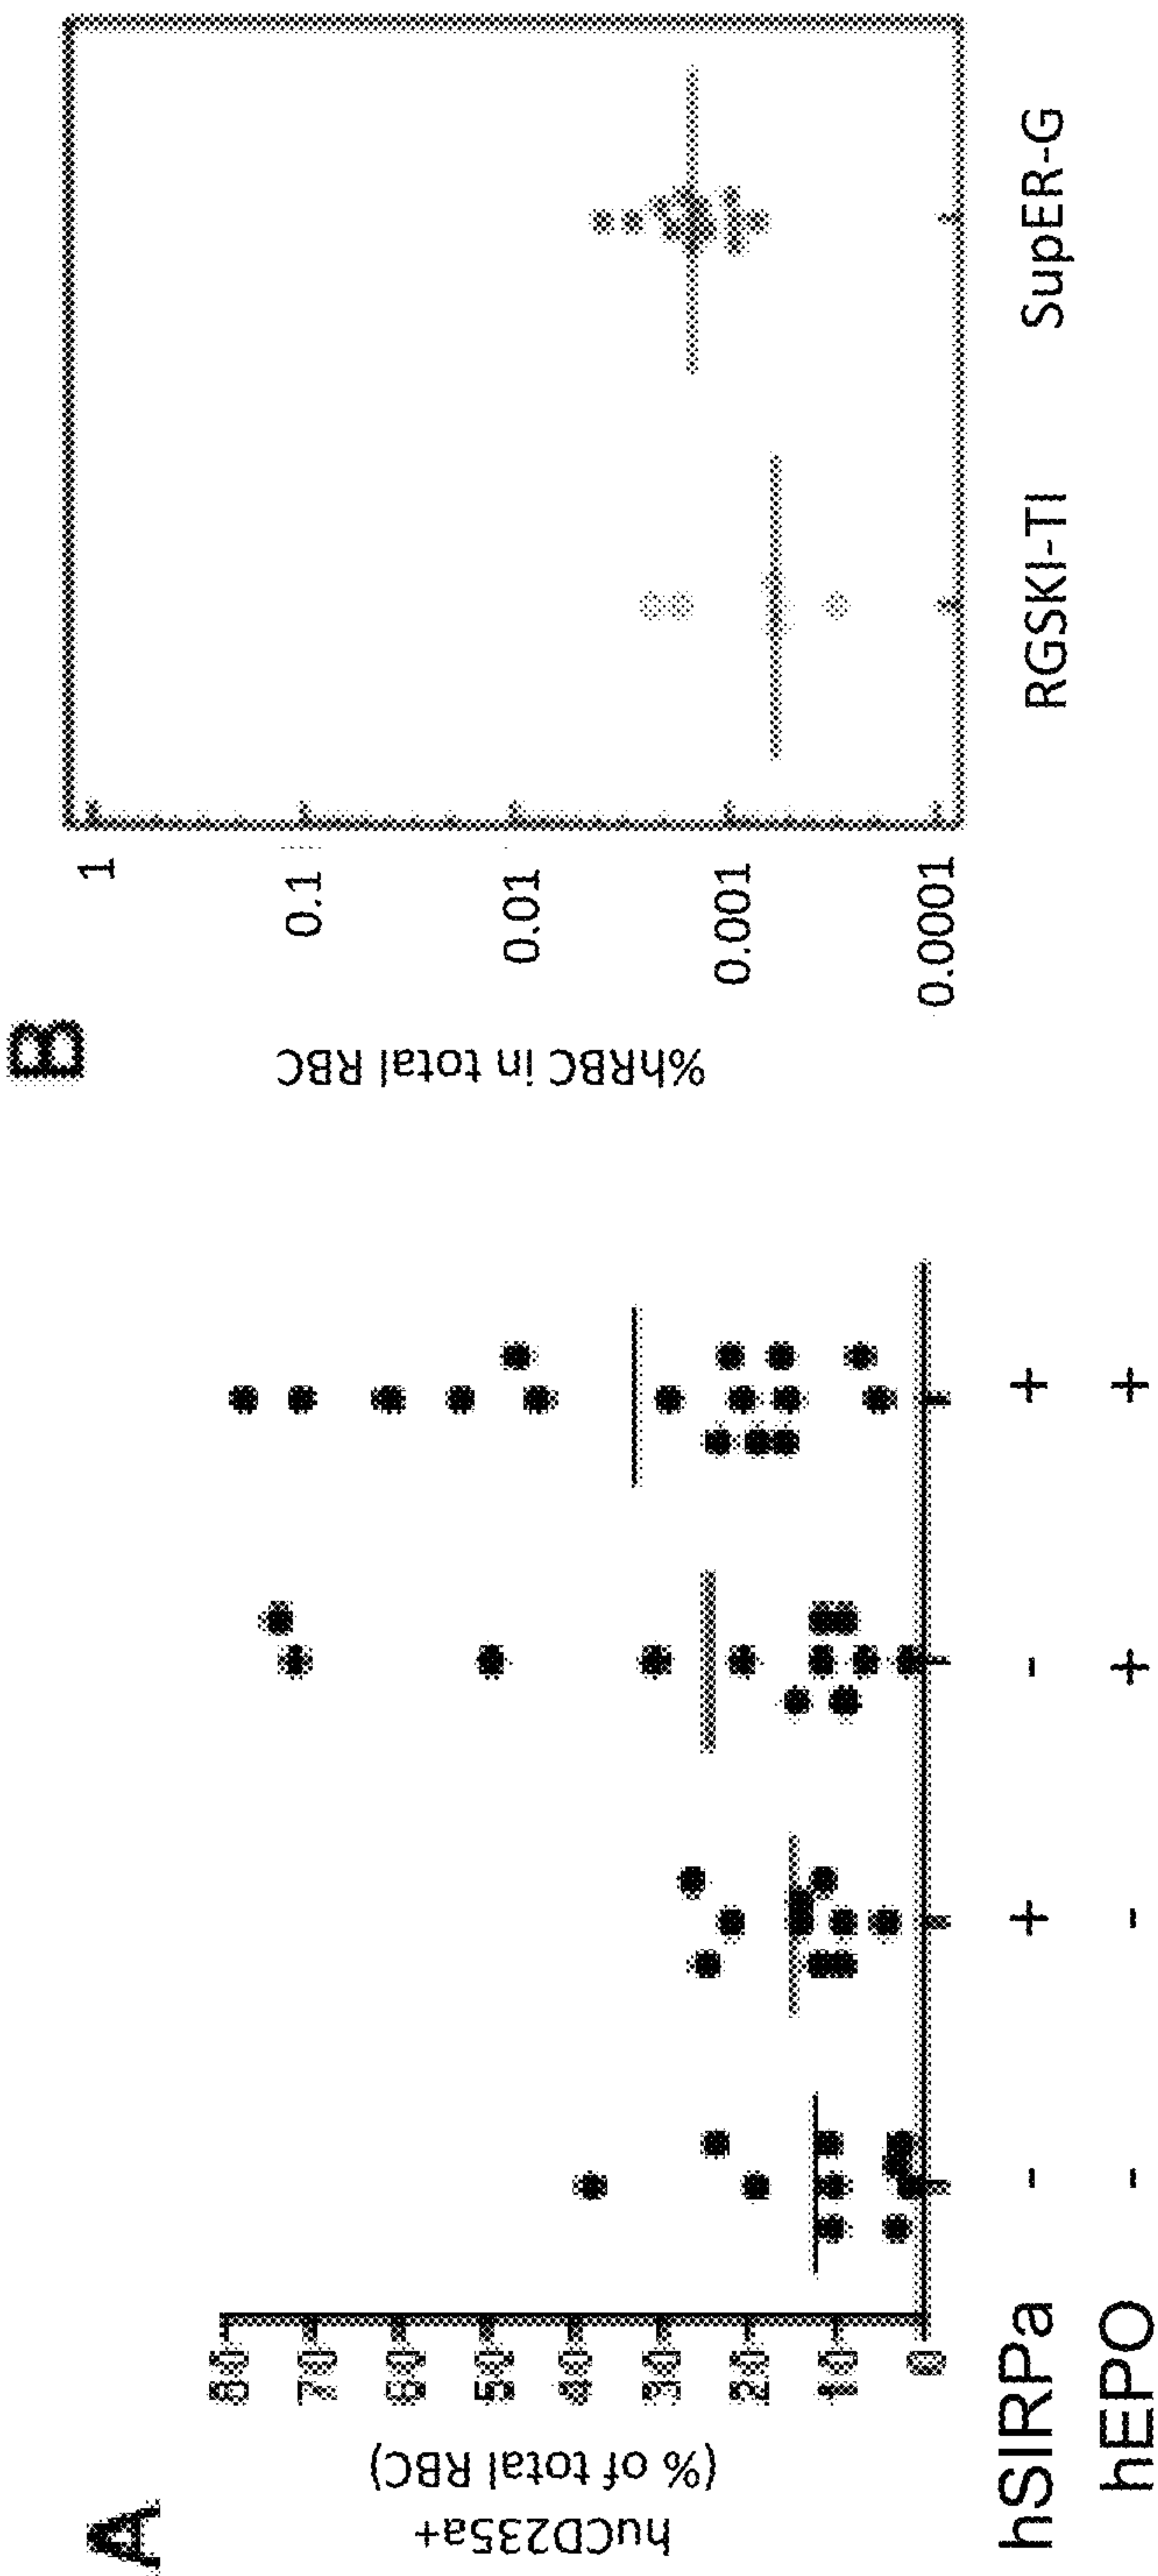 A
huCD235a+
(% of total RBC)
80
70
60
50
40
30
20
10
0
hSIRPa - + - +
hEPO - - + +
B
%hRBC in total RBC
1
0.1
0.01
0.001
0.0001
RGSKI-TI SupER-G